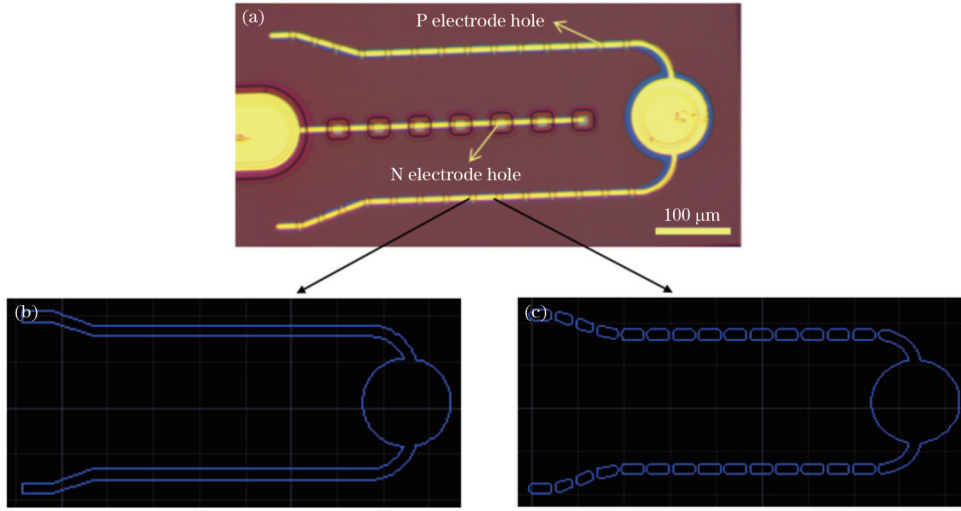 (a)
P electrode hole
N electrode hole
100 μm
(b)
(c)